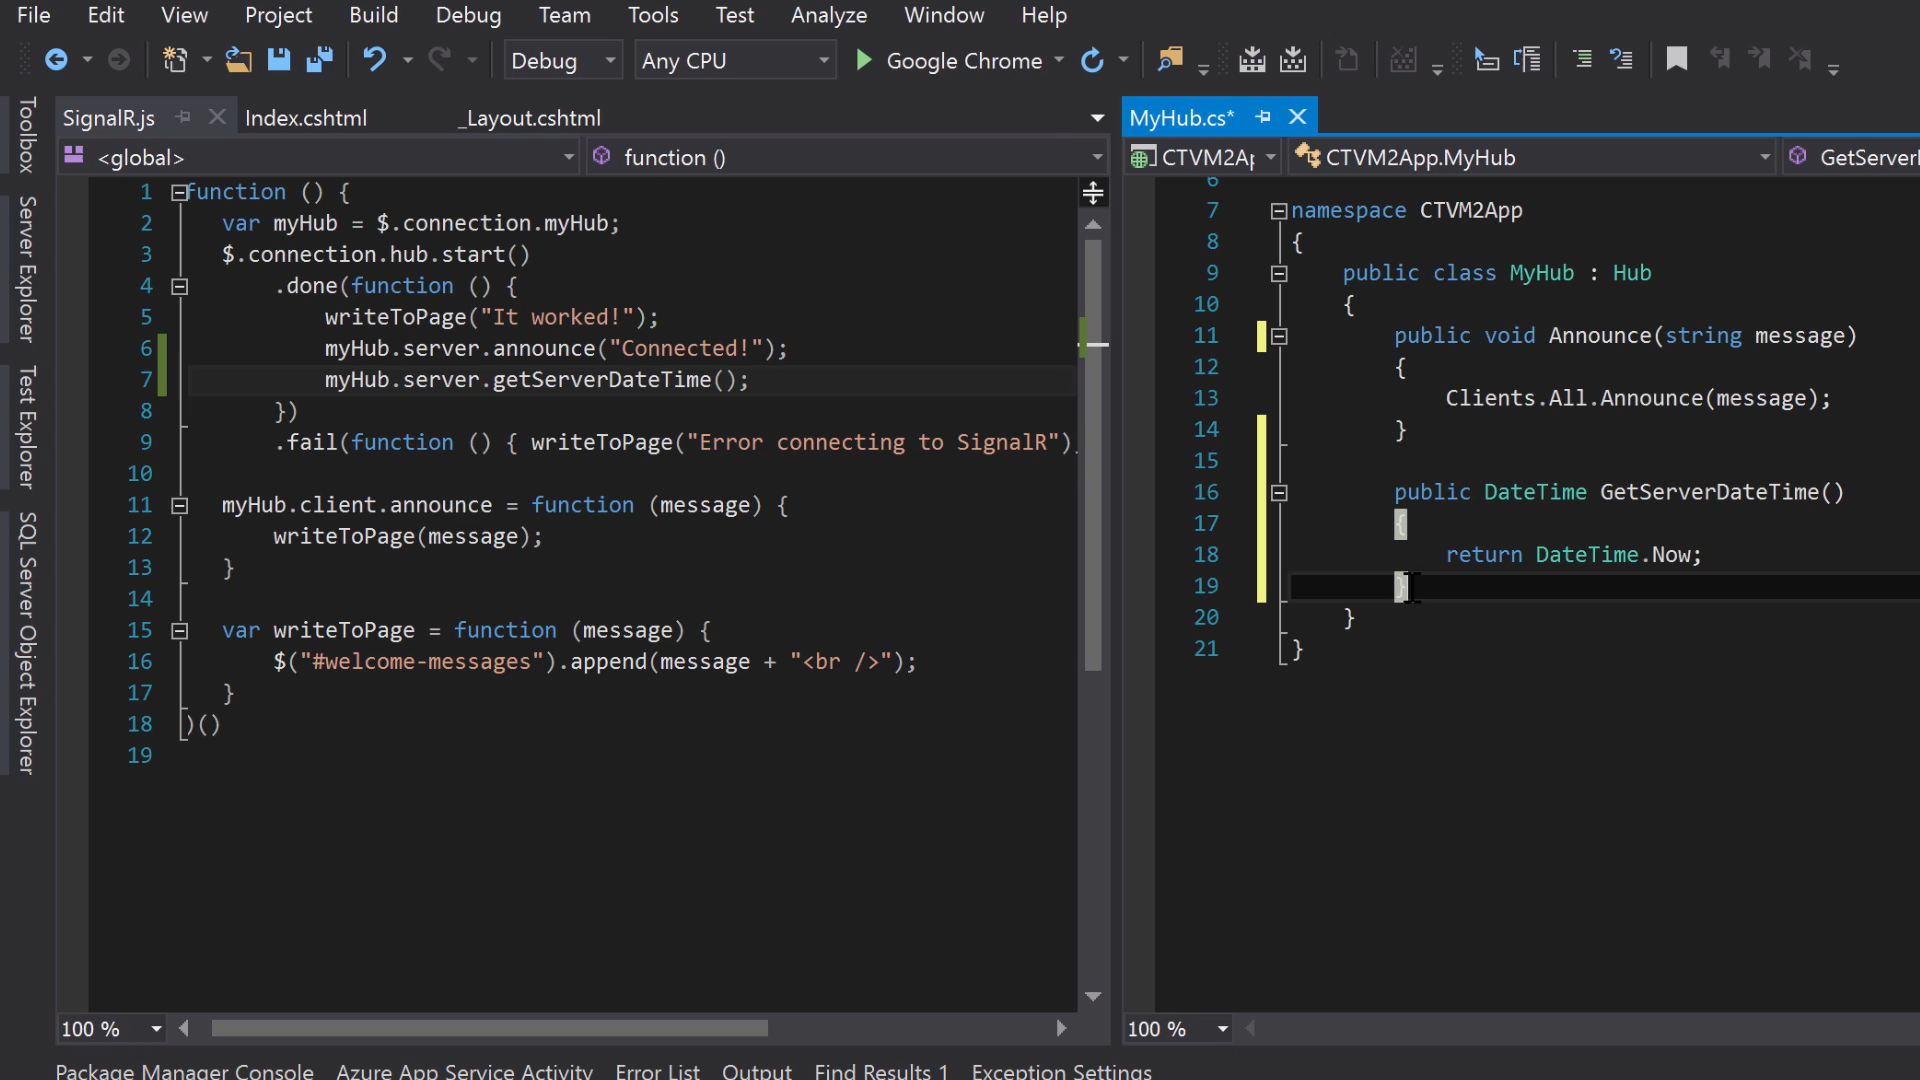 File Edit View Project Build Debug Team Tools Test Analyze Window Help
Debug Any CPU Google Chrome
Toolbox
Server Explorer
Test Explorer
SQL Server Object Explorer
SignalR.js Index.cshtml _Layout.cshtml
<global> function ()
1 function () {
2 var myHub = $.connection.myHub;
3 $.connection.hub.start()
4 .done(function () {
5 writeToPage("It worked!");
6 myHub.server.announce("Connected!");
7 myHub.server.getServerDateTime();
8 })
9 .fail(function () { writeToPage("Error connecting to SignalR")
10
11 myHub.client.announce = function (message) {
12 writeToPage(message);
13 }
14
15 var writeToPage = function (message) {
16 $("#welcome-messages").append(message + "<br />");
17 }
18 )()
19
100 %
MyHub.cs*
CTVM2Ap CTVM2App.MyHub GetServerI
6
7 namespace CTVM2App
8 {
9 public class MyHub : Hub
10 {
11 public void Announce(string message)
12 {
13 Clients.All.Announce(message);
14 }
15
16 public DateTime GetServerDateTime()
17 {
18 return DateTime.Now;
19 }
20 }
21 }
100 %
Package Manager Console Azure App Service Activity Error List Output Find Results 1 Exception Settings